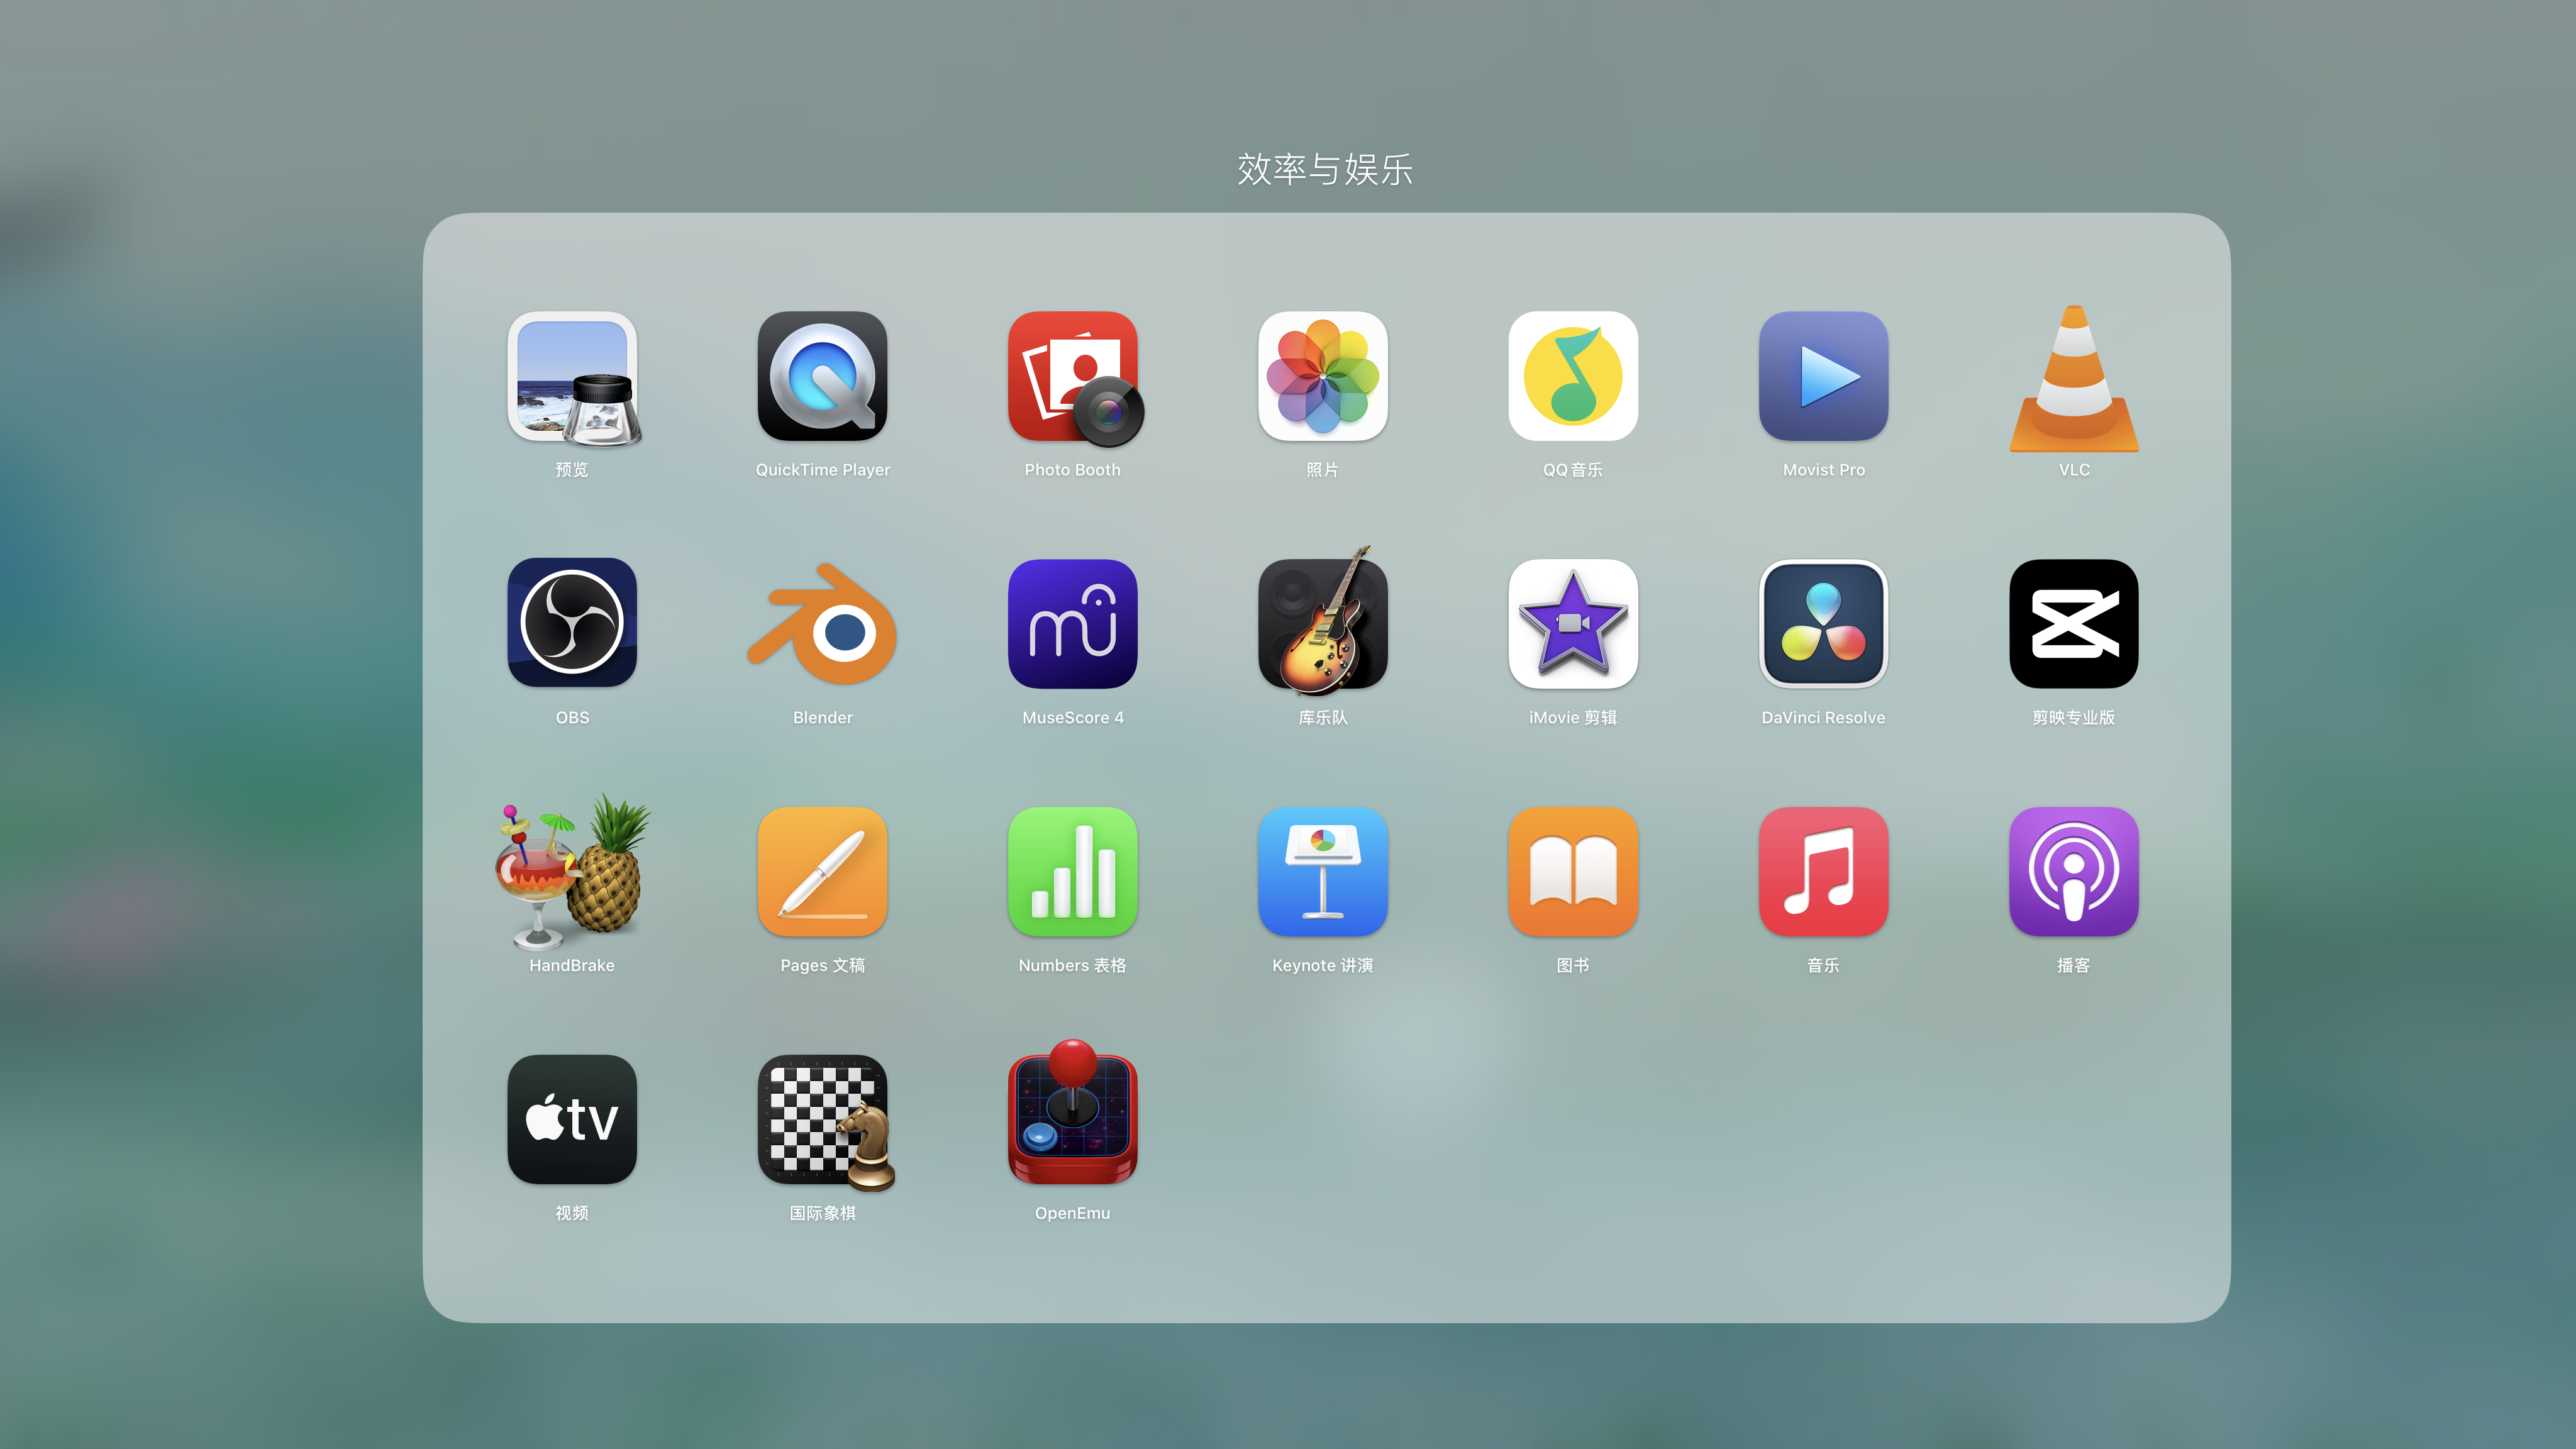 效率与娱乐
预览
QuickTime Player
Photo Booth
照片
QQ音乐
Movist Pro
VLC
OBS
Blender
MuseScore 4
库乐队
iMovie 剪辑
DaVinci Resolve
剪映专业版
HandBrake
Pages 文稿
Numbers 表格
Keynote 讲演
图书
音乐
播客
tv
视频
国际象棋
OpenEmu